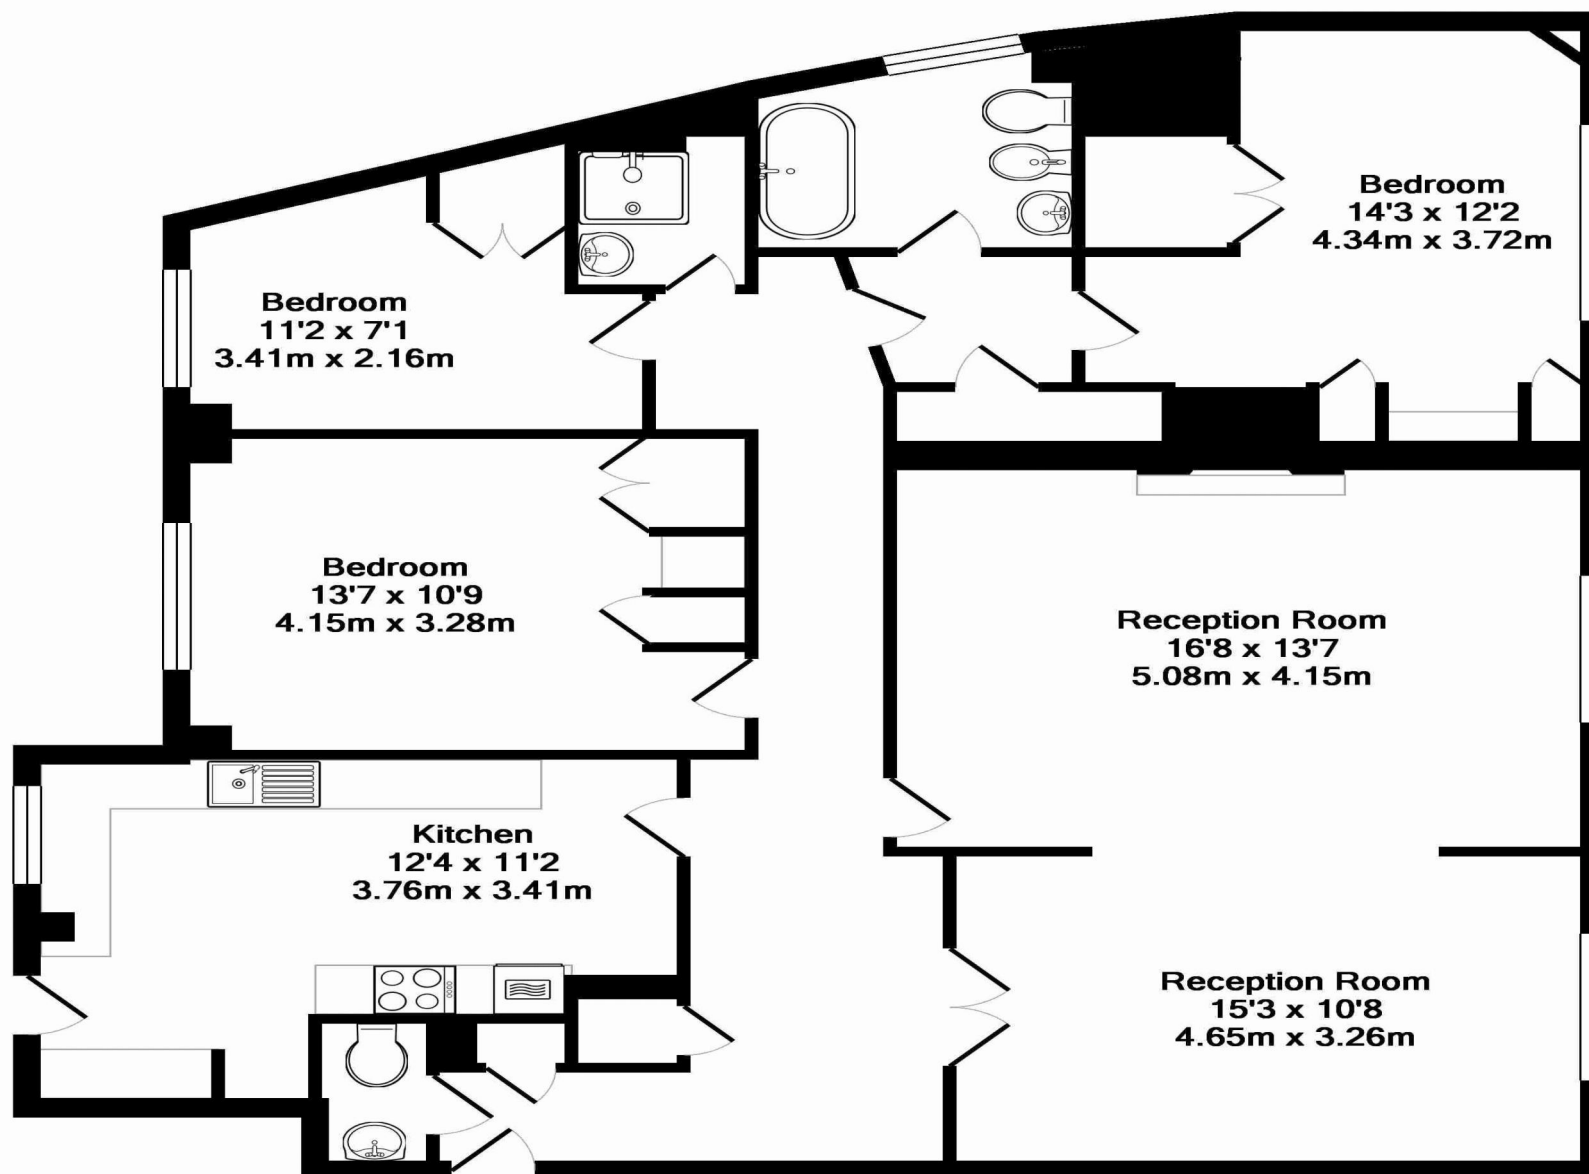 Bedroom
14'3 x 12'2
4.34m x 3.72m
Bedroom
11'2 x 7'1
3.41m x 2.16m
Bedroom
13'7 x 10'9
4.15m x 3.28m
Reception Room
16'8 x 13'7
5.08m x 4.15m
Kitchen
12'4 x 11'2
3.76m x 3.41m
Reception Room
15'3 x 10'8
4.65m x 3.26m